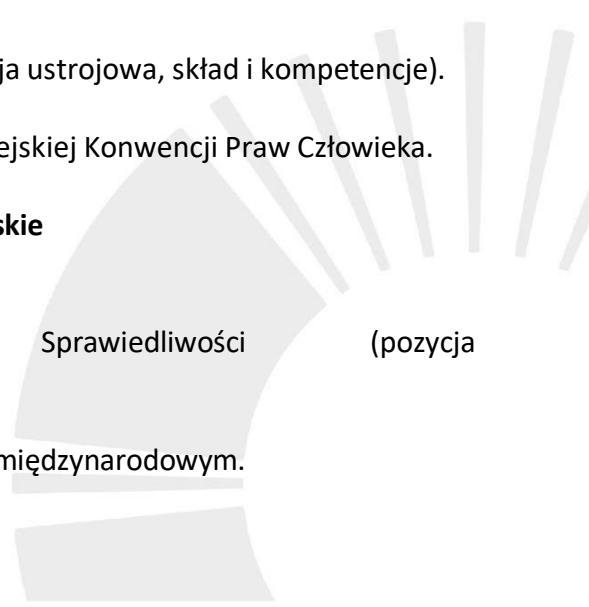 ja ustrojowa, skład i kompetencje).
ejskiej Konwencji Praw Człowieka.
skie
Sprawiedliwości (pozycja
międzynarodowym.